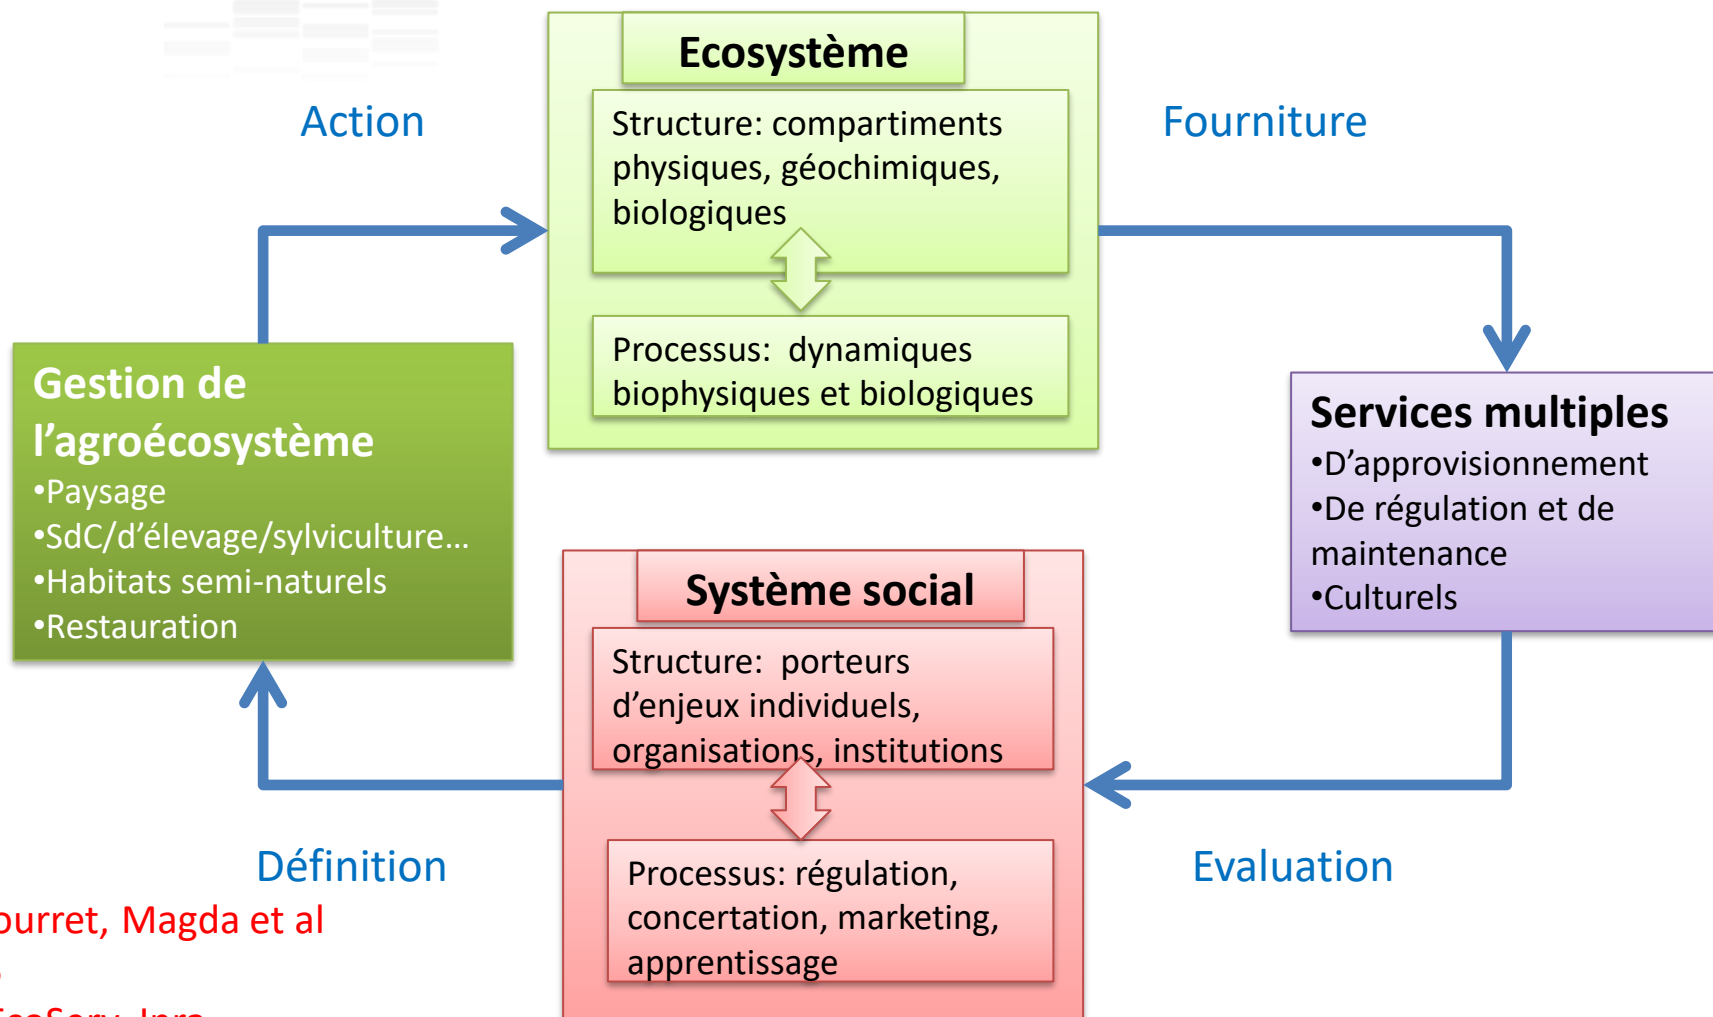 Ecosystème
Action
Fourniture
Structure: compartiments
physiques, géochimiques,
biologiques
Processus:  dynamiques
biophysiques et biologiques
Gestion de
l’agroécosystème
•Paysage
•SdC/d’élevage/sylviculture…
•Habitats semi-naturels
•Restauration
Services multiples
•D’approvisionnement
•De régulation et de
maintenance
•Culturels
Système social
Structure:  porteurs
d’enjeux individuels,
organisations, institutions
Processus: régulation,
concertation, marketing,
apprentissage
Définition
Evaluation
Magda et al
Inra